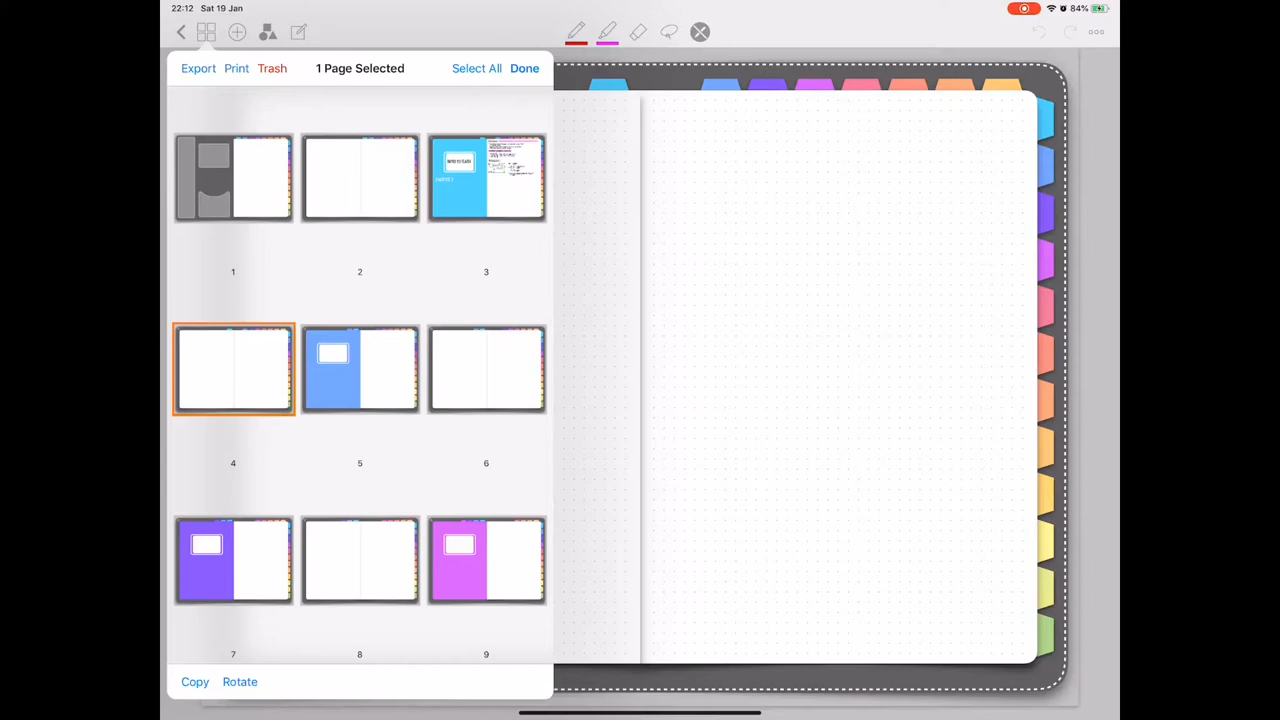 22:12 Sat 19 Jan 84%
Export Print Trash 1 Page Selected Select All Done
1 2 3
4 5 6
7 8 9
Copy Rotate